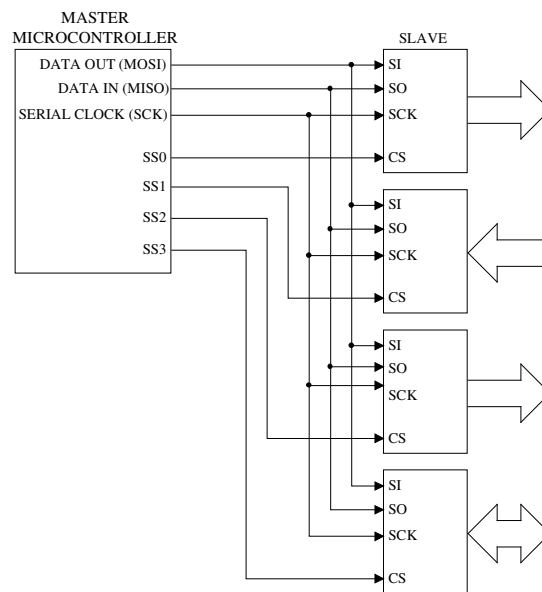 MASTER
MICROCONTROLLER
DATA OUT (MOSI)
DATA IN (MISO)
SERIAL CLOCK (SCK)
SS0
SS1
SS2
SS3
SLAVE
SI
SO
SCK
CS
SI
SO
SCK
CS
SI
SO
SCK
CS
SI
SO
SCK
CS